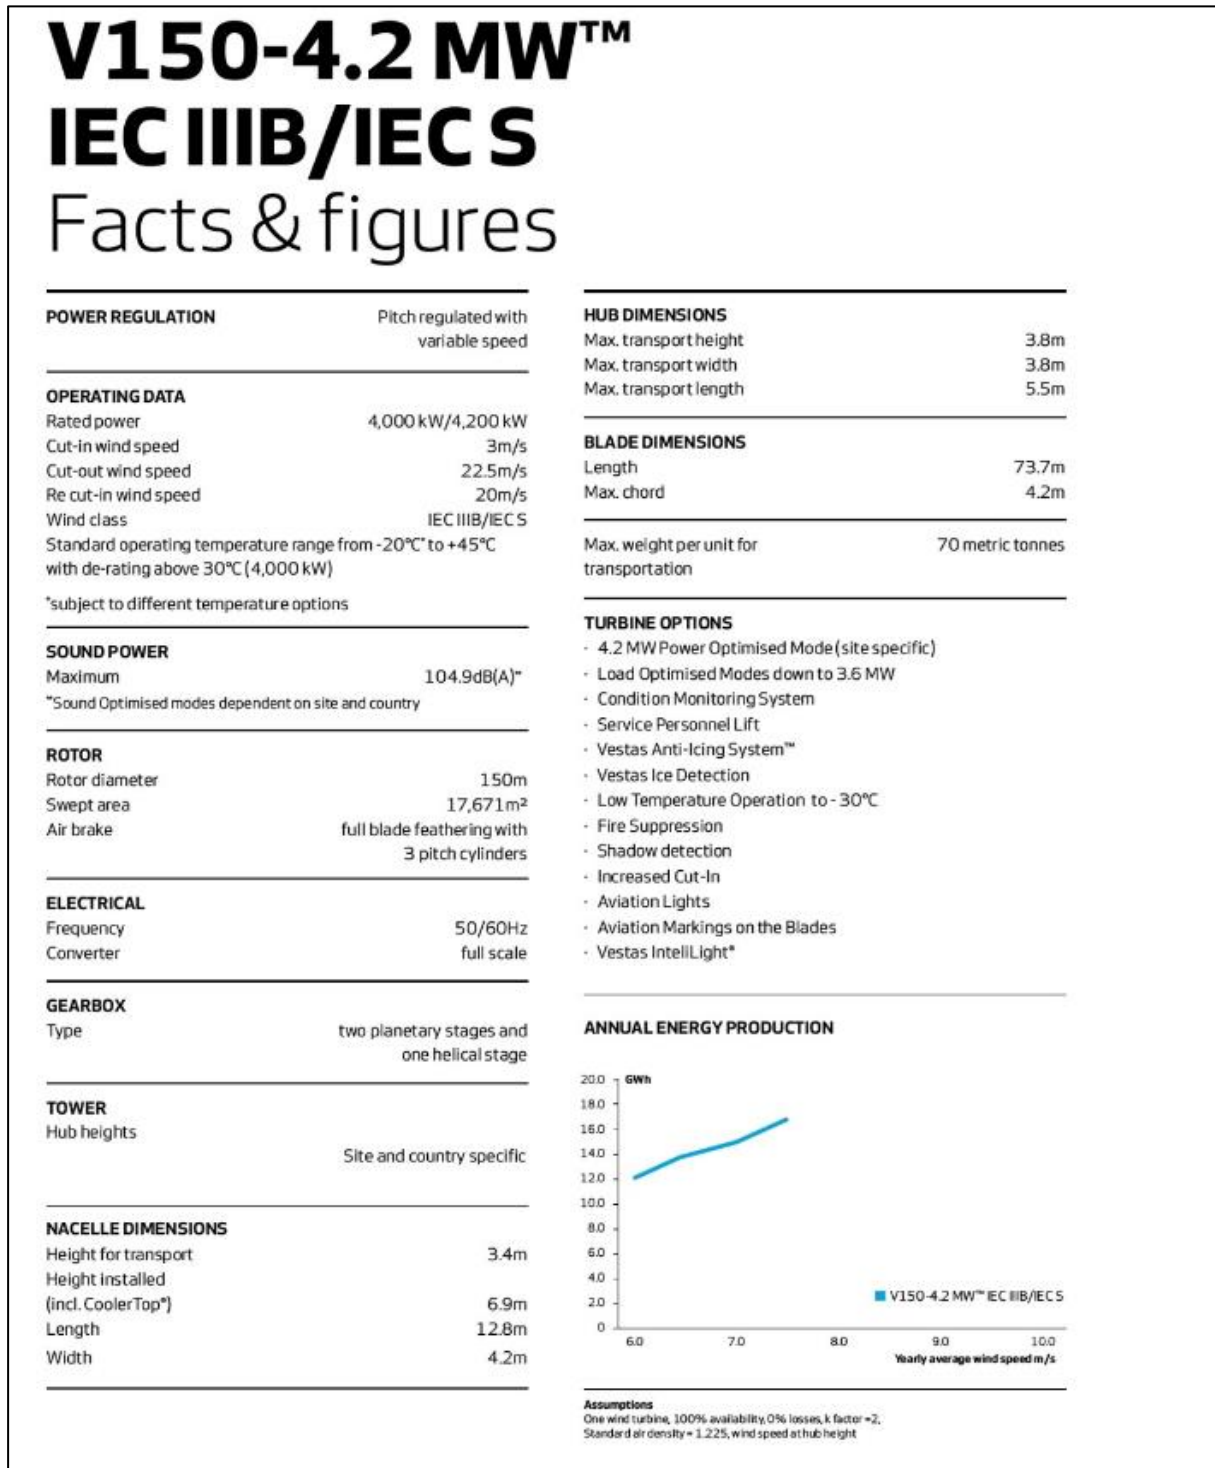 V150-4.2 MW™
IEC IIIB/IEC S
Facts & figures
POWER REGULATION Pitch regulated with
variable speed
OPERATING DATA
Rated power 4,000 kW/4,200 kW
Cut-in wind speed 3m/s
Cut-out wind speed 22.5m/s
Re cut-in wind speed 20m/s
Wind class IEC IIIB/IEC S
Standard operating temperature range from -20°C* to +45°C
with de-rating above 30°C (4,000 kW)
*subject to different temperature options
SOUND POWER
Maximum 104.9dB(A)**
**Sound Optimised modes dependent on site and country
ROTOR
Rotor diameter 150m
Swept area 17,671m²
Air brake full blade feathering with
3 pitch cylinders
ELECTRICAL
Frequency 50/60Hz
Converter full scale
GEARBOX
Type two planetary stages and
one helical stage
TOWER
Hub heights
Site and country specific
NACELLE DIMENSIONS
Height for transport 3.4m
Height installed
(incl. CoolerTop®) 6.9m
Length 12.8m
Width 4.2m
HUB DIMENSIONS
Max. transport height 3.8m
Max. transport width 3.8m
Max. transport length 5.5m
BLADE DIMENSIONS
Length 73.7m
Max. chord 4.2m
Max. weight per unit for 70 metric tonnes
transportation
TURBINE OPTIONS
· 4.2 MW Power Optimised Mode (site specific)
· Load Optimised Modes down to 3.6 MW
· Condition Monitoring System
· Service Personnel Lift
· Vestas Anti-Icing System™
· Vestas Ice Detection
· Low Temperature Operation to - 30°C
· Fire Suppression
· Shadow detection
· Increased Cut-In
· Aviation Lights
· Aviation Markings on the Blades
· Vestas InteliLight®
ANNUAL ENERGY PRODUCTION
20.0 GWh
18.0
16.0
14.0
12.0
10.0
8.0
6.0
4.0
2.0
0
V150-4.2 MW™ IEC IIIB/IEC S
6.0 7.0 8.0 9.0 10.0
Yearly average wind speed m/s
Assumptions
One wind turbine, 100% availability, 0% losses, k factor =2,
Standard air density = 1.225, wind speed at hub height